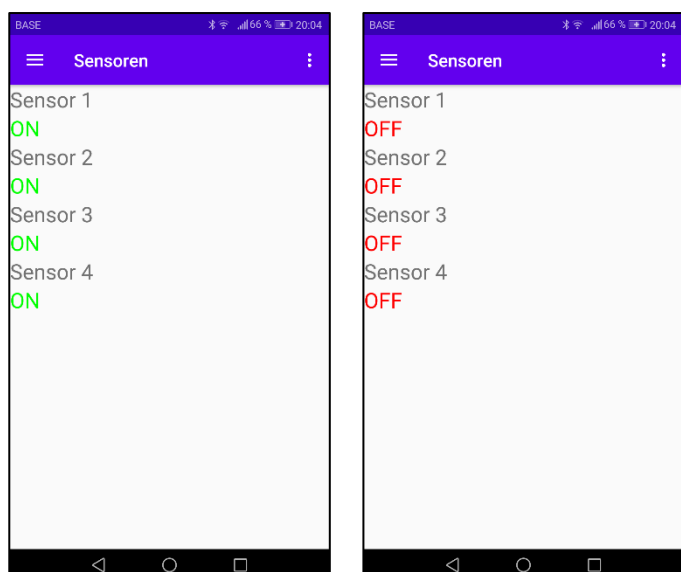 BASE 66 % 20:04
Sensoren
Sensor 1
ON
Sensor 2
ON
Sensor 3
ON
Sensor 4
ON
BASE 66 % 20:04
Sensoren
Sensor 1
OFF
Sensor 2
OFF
Sensor 3
OFF
Sensor 4
OFF